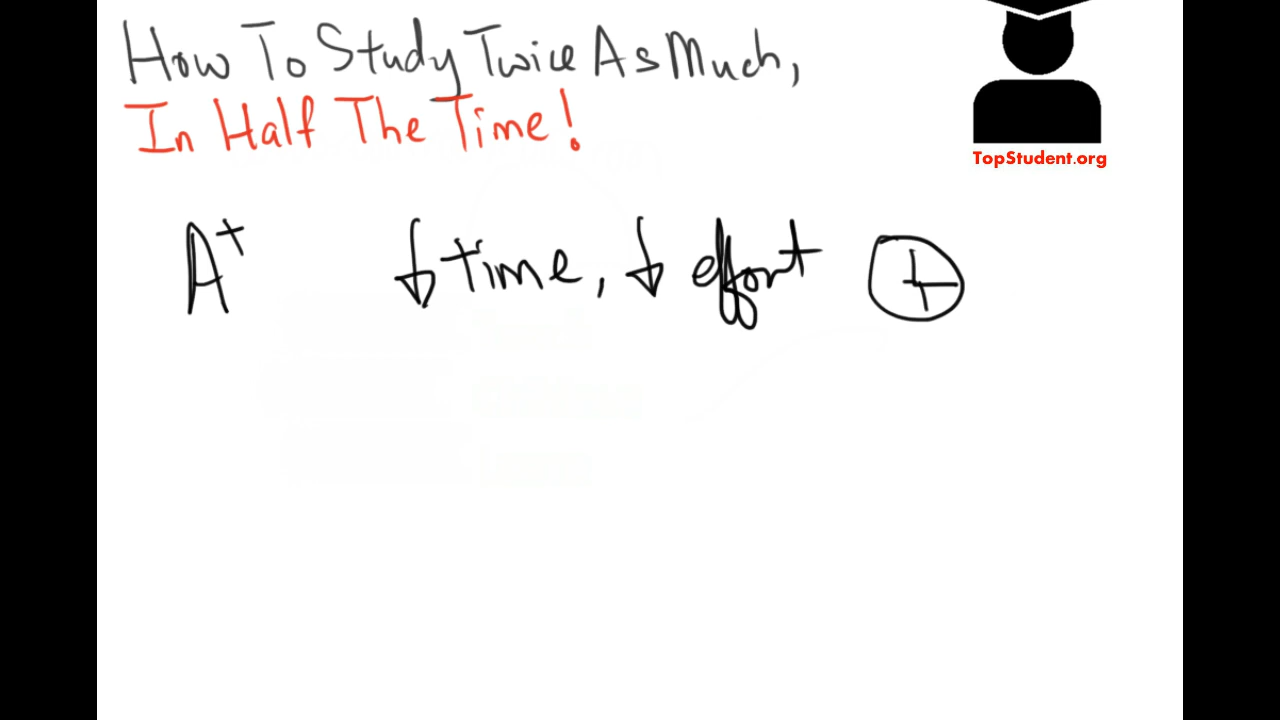 How To Study Twice As Much,
In Half The Time!
TopStudent.org
A+ ↓ time, ↓ effort